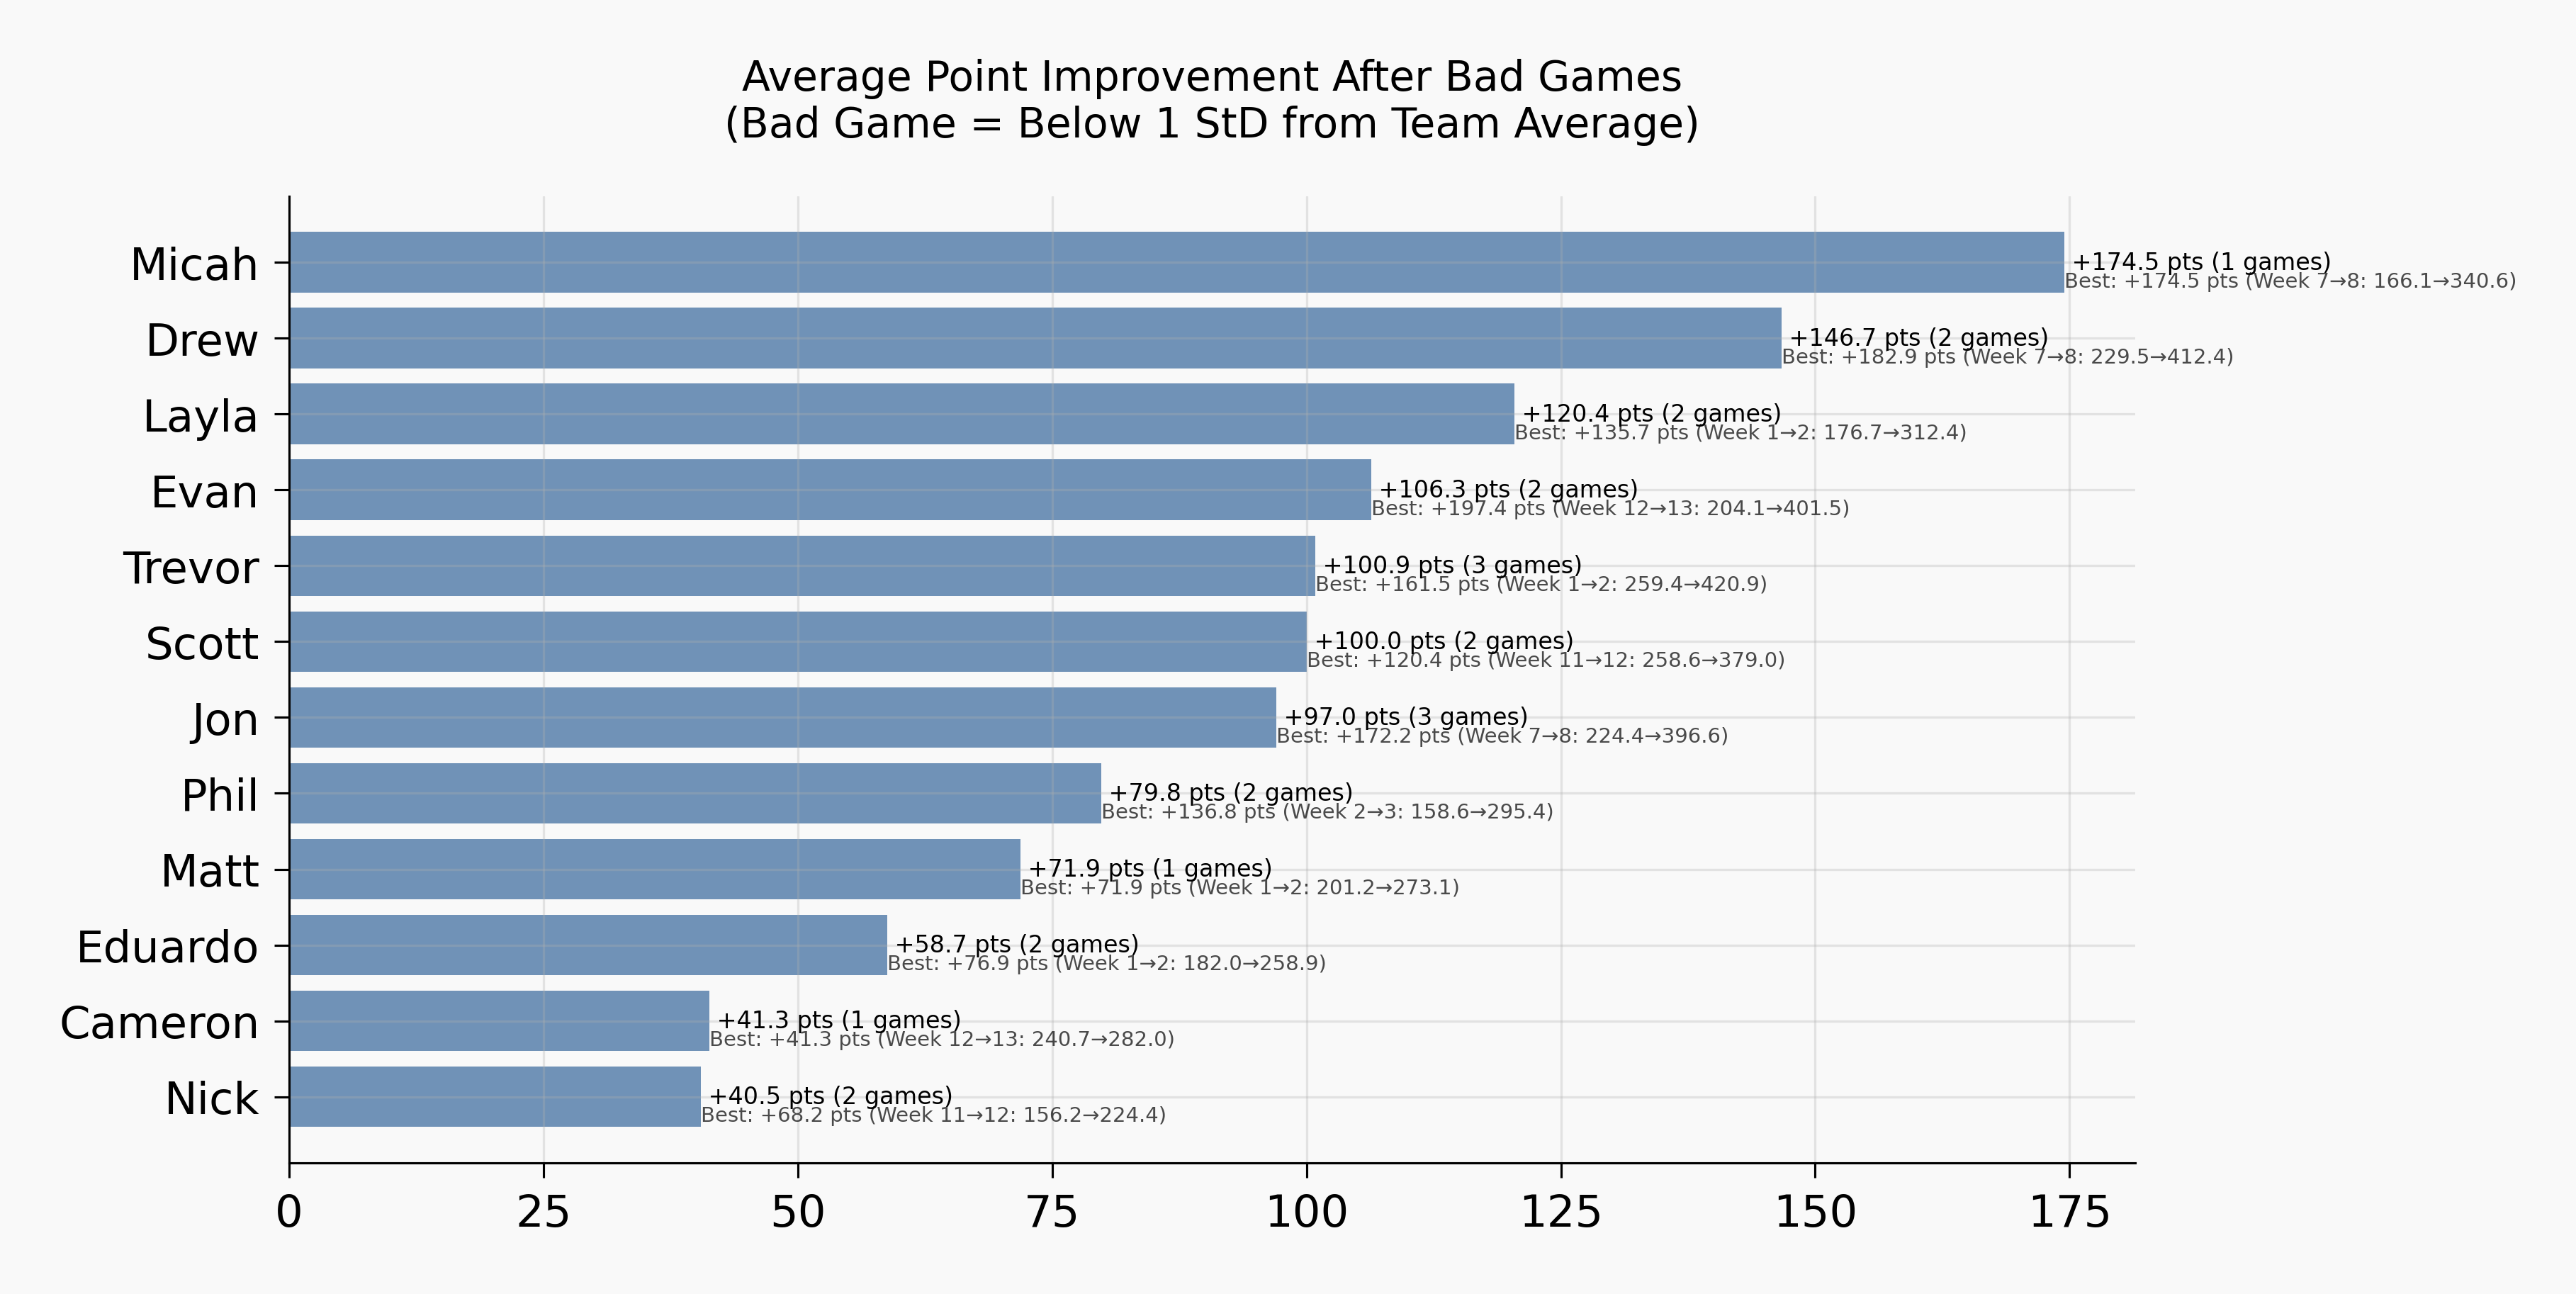 Average Point Improvement After Bad Games
(Bad Game = Below 1 StD from Team Average)
Micah
+174.5 pts (1 games)
Best: +174.5 pts (Week 7→8: 166.1→340.6)
Drew
+146.7 pts (2 games)
Best: +182.9 pts (Week 7→8: 229.5→412.4)
Layla
+120.4 pts (2 games)
Best: +135.7 pts (Week 1→2: 176.7→312.4)
Evan
+106.3 pts (2 games)
Best: +197.4 pts (Week 12→13: 204.1→401.5)
Trevor
+100.9 pts (3 games)
Best: +161.5 pts (Week 1→2: 259.4→420.9)
Scott
+100.0 pts (2 games)
Best: +120.4 pts (Week 11→12: 258.6→379.0)
Jon
+97.0 pts (3 games)
Best: +172.2 pts (Week 7→8: 224.4→396.6)
Phil
+79.8 pts (2 games)
Best: +136.8 pts (Week 2→3: 158.6→295.4)
Matt
+71.9 pts (1 games)
Best: +71.9 pts (Week 1→2: 201.2→273.1)
Eduardo
+58.7 pts (2 games)
Best: +76.9 pts (Week 1→2: 182.0→258.9)
Cameron
+41.3 pts (1 games)
Best: +41.3 pts (Week 12→13: 240.7→282.0)
Nick
+40.5 pts (2 games)
Best: +68.2 pts (Week 11→12: 156.2→224.4)
0 25 50 75 100 125 150 175